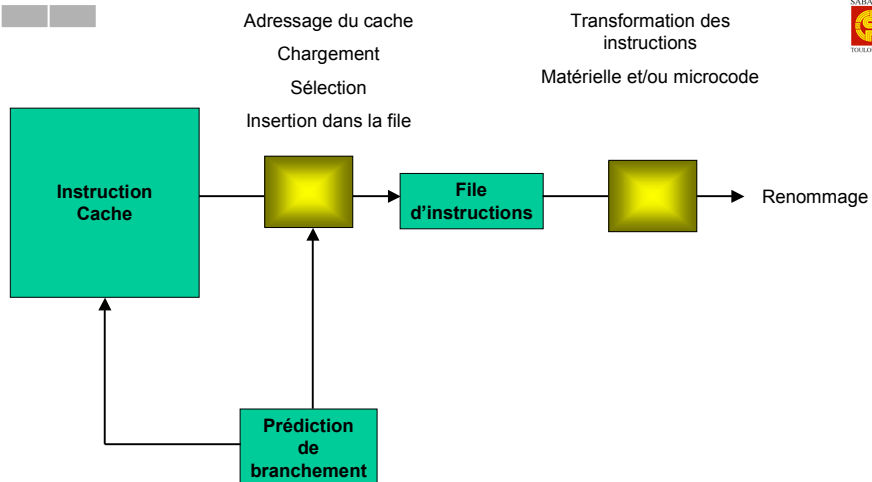 Adressage du cache
Chargement
Sélection
Insertion dans la file
Transformation des
instructions
Matérielle et/ou microcode
Instruction
Cache
File
d'instructions
Renommage
Prédiction
de
branchement